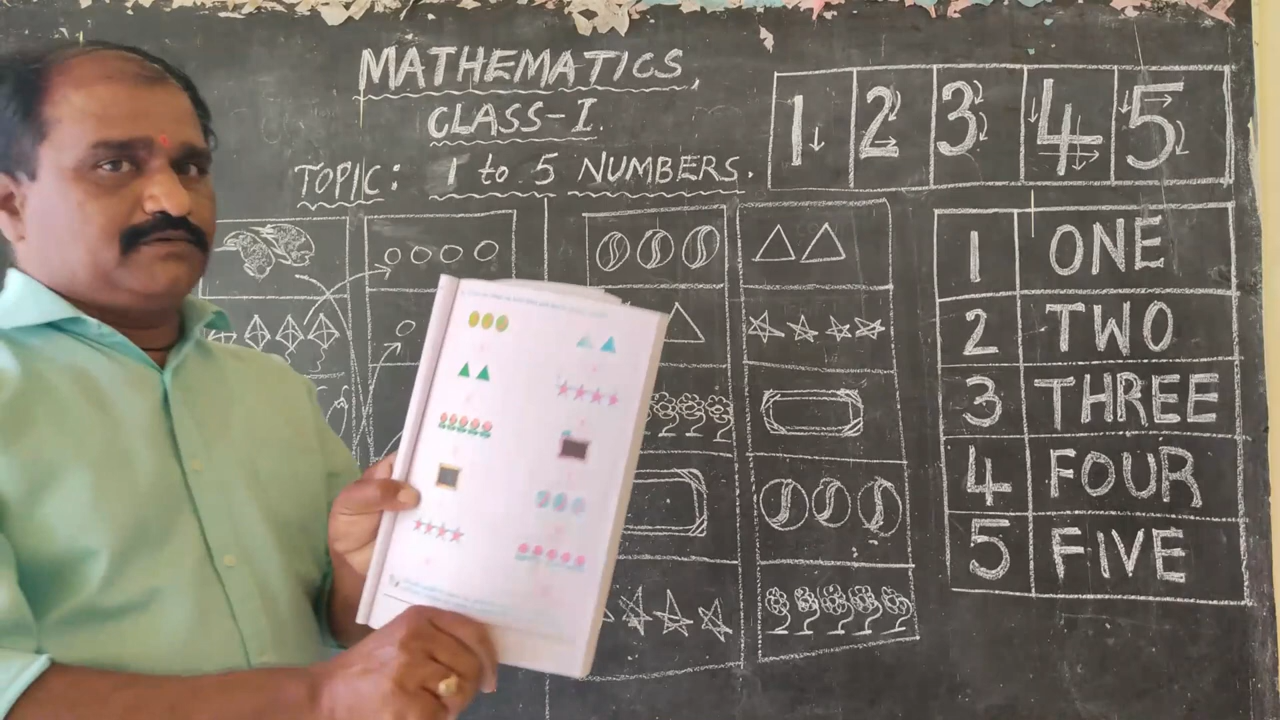 MATHEMATICS,
CLASS-I.
TOPIC: 1 to 5 NUMBERS.
1 2 3 4 5
1 ONE
2 TWO
3 THREE
4 FOUR
5 FIVE